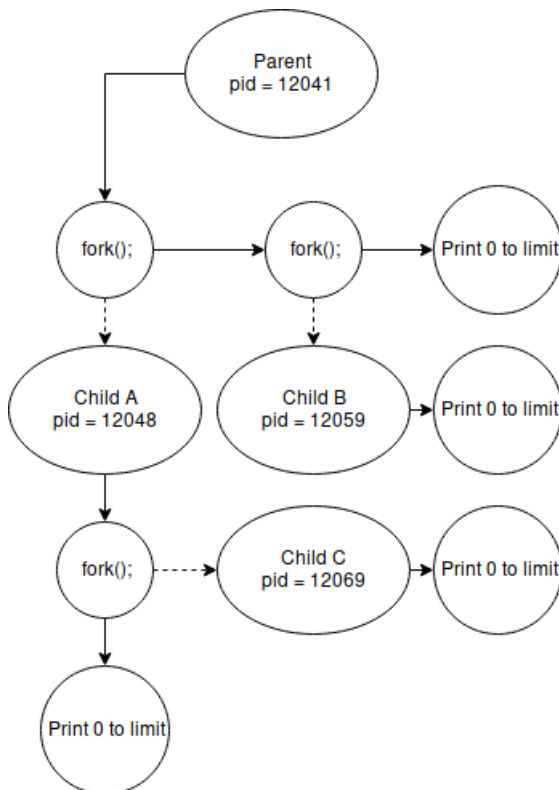 Parent
pid = 12041
fork();
fork();
Print 0 to limit
Child A
pid = 12048
Child B
pid = 12059
Print 0 to limit
fork();
Child C
pid = 12069
Print 0 to limit
Print 0 to limit